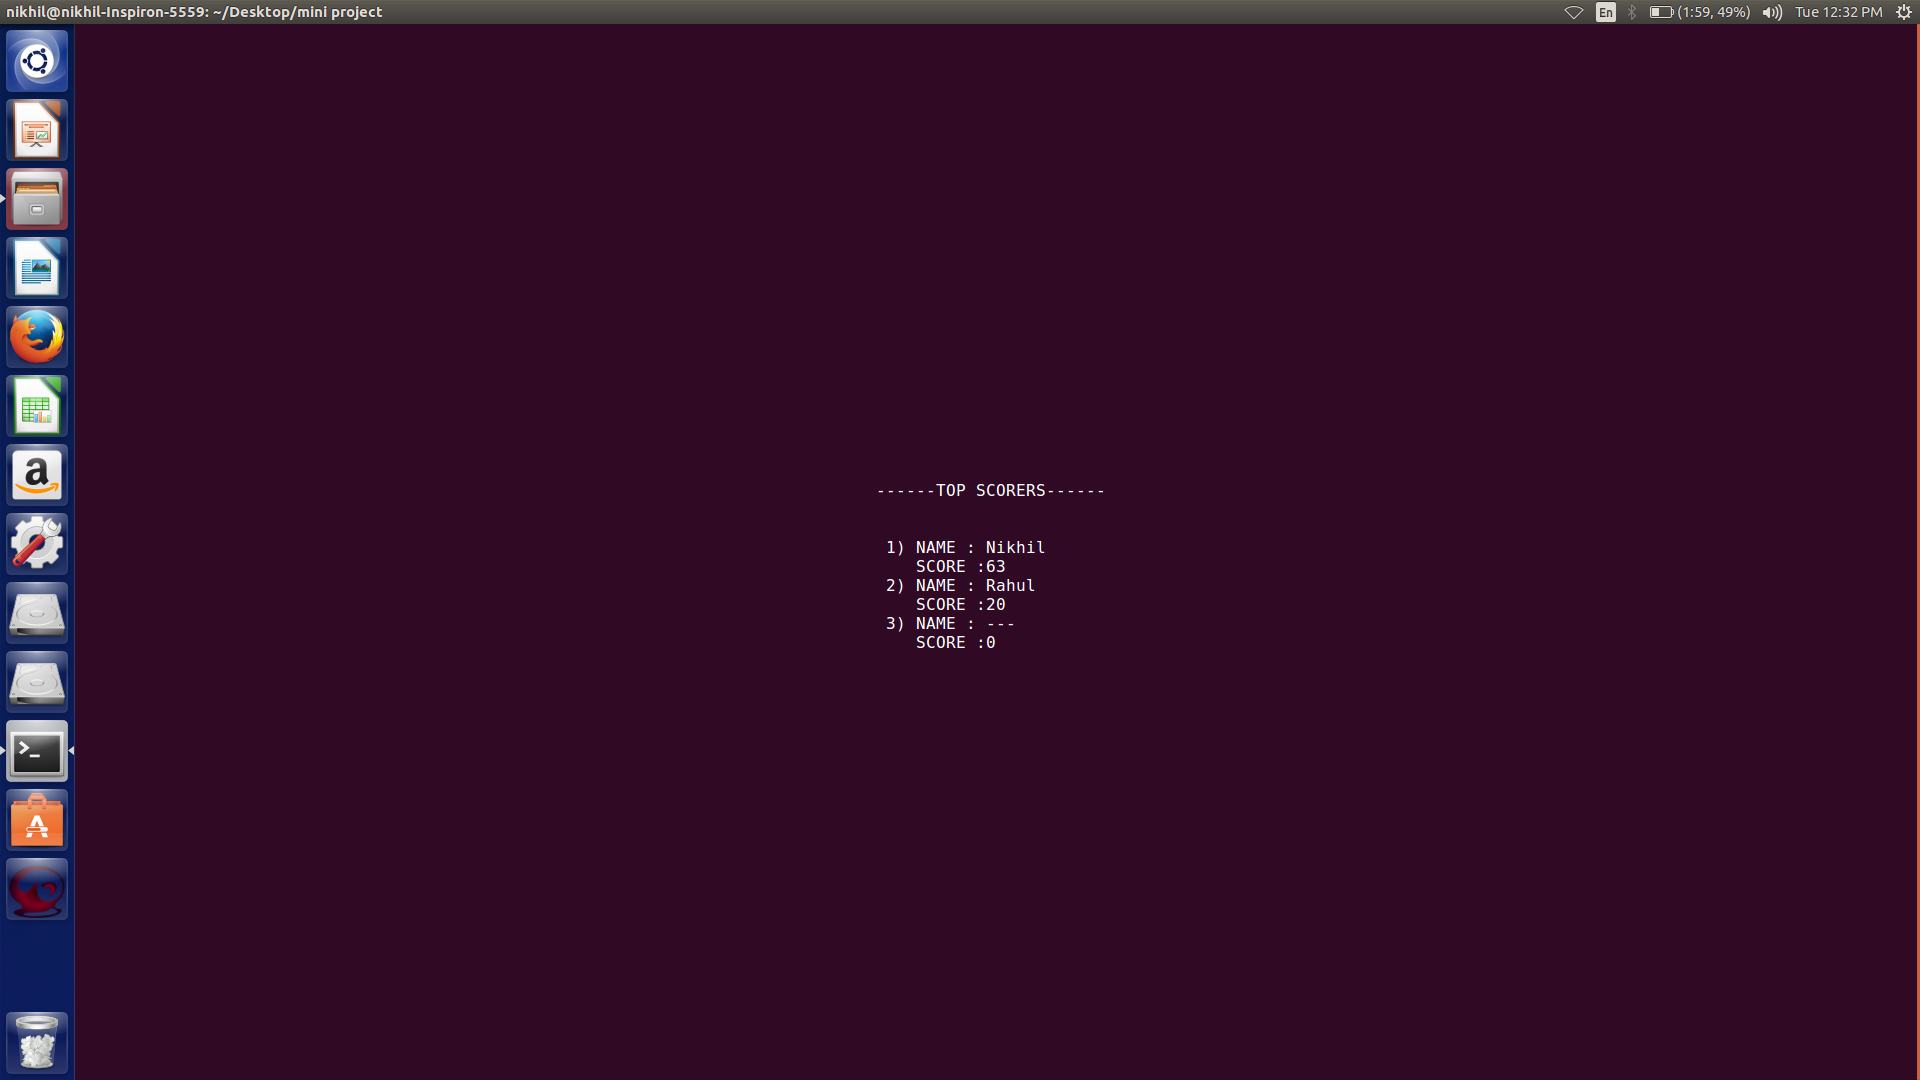 nikhil@nikhil-Inspiron-5559: ~/Desktop/mini project
En
(1:59, 49%)
Tue 12:32 PM
------TOP SCORERS------
1) NAME : Nikhil
SCORE :63
2) NAME : Rahul
SCORE :20
3) NAME : ---
SCORE :0